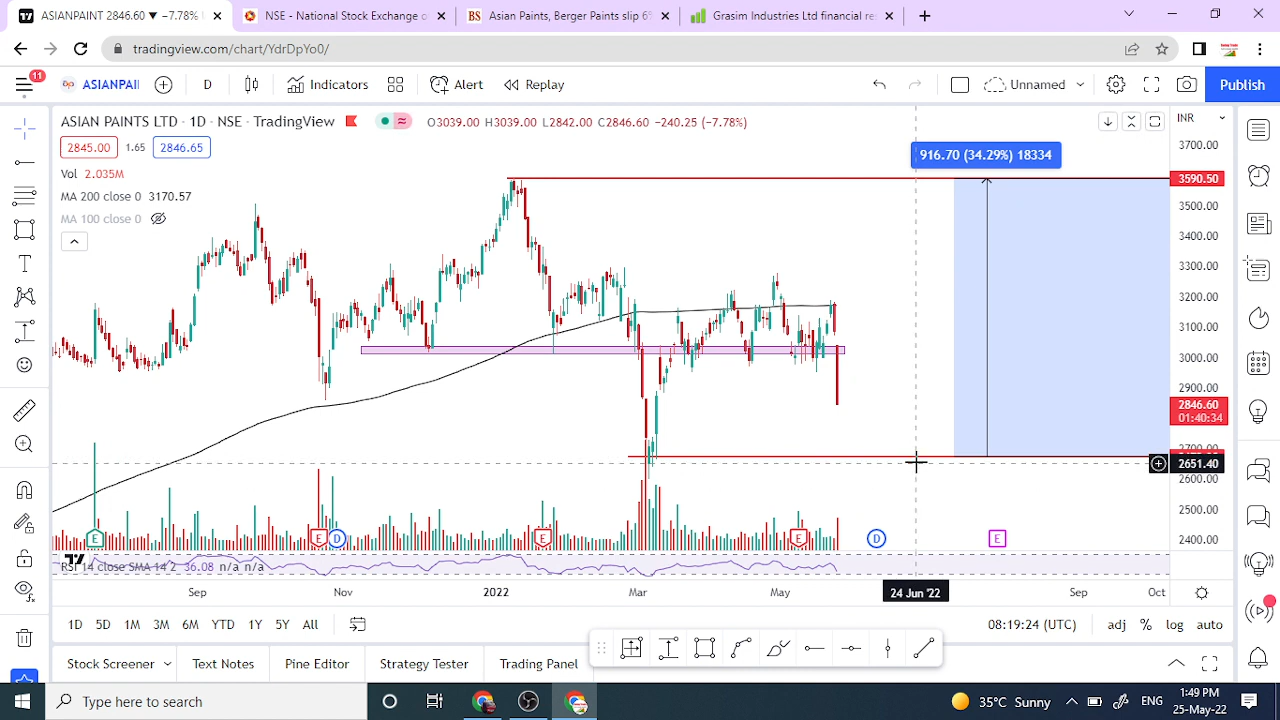 ASIANPAINT 2846.60 ▼ −7.78%
NSE - National Stock Exchange o
Asian Paints, Berger Paints slip 6%
Grasim Industries Ltd financial res
tradingview.com/chart/YdrDpYo0/
11
ASIANPAI
D
Indicators
Alert
Replay
Unnamed
Publish
ASIAN PAINTS LTD · 1D · NSE · TradingView
O3039.00 H3039.00 L2842.00 C2846.60 −240.25 (−7.78%)
INR
2845.00
1.65
2846.65
916.70 (34.29%) 18334
3700.00
Vol 2.035M
3590.50
MA 200 close 0 3170.57
3500.00
MA 100 close 0
3400.00
3300.00
3200.00
3100.00
3000.00
2900.00
2846.60
01:40:34
2700.00
2651.40
2600.00
2500.00
2400.00
E
E
D
E
E
D
E
RSI 14 close SMA 14 2 36.08 n/a n/a
Sep
Nov
2022
Mar
May
24 Jun '22
Sep
Oct
1D
5D
1M
3M
6M
YTD
1Y
5Y
All
08:19:24 (UTC)
adj
%
log
auto
Stock Screener
Text Notes
Pine Editor
Strategy Tester
Trading Panel
Type here to search
35°C Sunny
ENG
1:49 PM
25-May-22